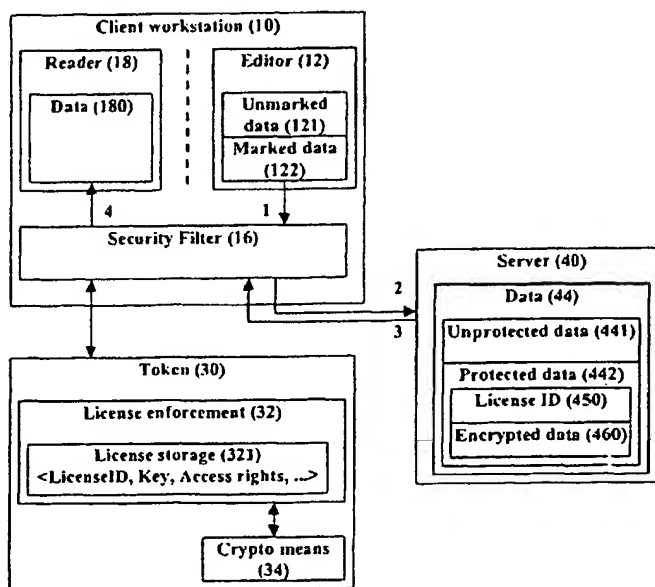 Client workstation (10)
Reader (18)
Editor (12)
Data (180)
Unmarked
data (121)
Marked data
(122)
4
1
Security Filter (16)
2
3
Server (40)
Data (44)
Unprotected data (441)
Protected data (442)
License ID (450)
Encrypted data (460)
Token (30)
License enforcement (32)
License storage (321)
<LicenseID, Key, Access rights, ...>
Crypto means
(34)